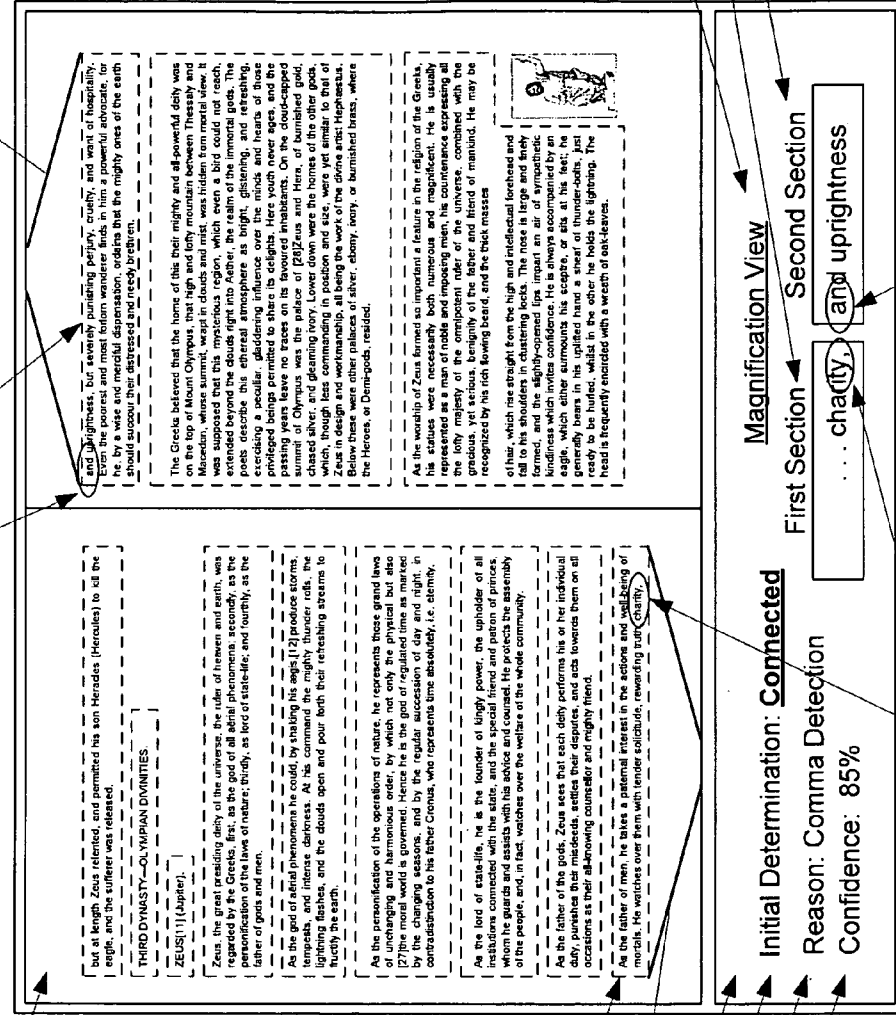 but at length Zeus relented, and permitted his son Heracles (Hercules) to kill the
eagle, and the sufferer was released.
THIRD DYNASTY—OLYMPIAN DIVINITIES.
ZEUS[11] (Jupiter).
Zeus, the great presiding deity of the universe, the ruler of heaven and earth, was
regarded by the Greeks, first, as the god of all aërial phenomena; secondly, as the
personification of the laws of nature; thirdly, as lord of state-life; and fourthly, as the
father of gods and men.
As the god of aërial phenomena he could, by shaking his ægis,[12] produce storms,
tempests, and intense darkness. At his command the mighty thunder rolls, the
lightning flashes, and the clouds open and pour forth their refreshing streams to
fructify the earth.
As the personification of the operations of nature, he represents those grand laws
of unchanging and harmonious order, by which not only the physical but also
[27]the moral world is governed. Hence he is the god of regulated time as marked
by the changing seasons, and by the regular succession of day and night, in
contradistinction to his father Cronus, who represents time absolutely, i.e. eternity.
As the lord of state-life, he is the founder of kingly power, the upholder of all
institutions connected with the state, and the special friend and patron of princes,
whom he guards and assists with his advice and counsel. He protects the assembly
of the people, and, in fact, watches over the welfare of the whole community.
As the father of the gods, Zeus sees that each deity performs his or her individual
duty, punishes their misdeeds, settles their disputes, and acts towards them on all
occasions as their all-knowing counsellor and mighty friend.
As the father of men, he takes a paternal interest in the actions and well-being of
mortals. He watches over them with tender solicitude, rewarding truth, charity,
and uprightness, but severely punishing perjury, cruelty, and want of hospitality.
Even the poorest and most forlorn wanderer finds in him a powerful advocate, for
he, by a wise and merciful dispensation, ordains that the mighty ones of the earth
should succour their distressed and needy brethren.
The Greeks believed that the home of this their mighty and all-powerful deity was
on the top of Mount Olympus, that high and lofty mountain between Thessaly and
Macedon, whose summit, wrapt in clouds and mist, was hidden from mortal view. It
was supposed that this mysterious region, which even a bird could not reach,
extended beyond the clouds right into Aether, the realm of the immortal gods. The
poets describe this ethereal atmosphere as bright, glistening, and refreshing,
exercising a peculiar, gladdening influence over the minds and hearts of those
privileged beings permitted to share its delights. Here youth never ages, and the
passing years leave no traces on its favoured inhabitants. On the cloud-capped
summit of Olympus was the palace of [28]Zeus and Hera, of burnished gold,
chased silver, and gleaming ivory. Lower down were the homes of the other gods,
which, though less commanding in position and size, were yet similar to that of
Zeus in design and workmanship, all being the work of the divine artist Hephæstus.
Below these were other palaces of silver, ebony, ivory, or burnished brass, where
the Heroes, or Demi-gods, resided.
As the worship of Zeus formed so important a feature in the religion of the Greeks,
his statues were necessarily both numerous and magnificent. He is usually
represented as a man of noble and imposing mien, his countenance expressing all
the lofty majesty of the omnipotent ruler of the universe, combined with the
gracious, yet serious, benignity of the father and friend of mankind. He may be
recognized by his rich flowing beard, and the thick masses
of hair, which rise straight from the high and intellectual forehead and
fall to his shoulders in clustering locks. The nose is large and finely
formed, and the slightly-opened lips impart an air of sympathetic
kindliness which invites confidence. He is always accompanied by an
eagle, which either surmounts his sceptre, or sits at his feet; he
generally bears in his uplifted hand a sheaf of thunder-bolts, just
ready to be hurled, whilst in the other he holds the lightning. The
head is frequently encircled with a wreath of oak-leaves.
Initial Determination: Connected
Reason: Comma Detection
Confidence: 85%
Magnification View
First Section
Second Section
.... charity,
and uprightness